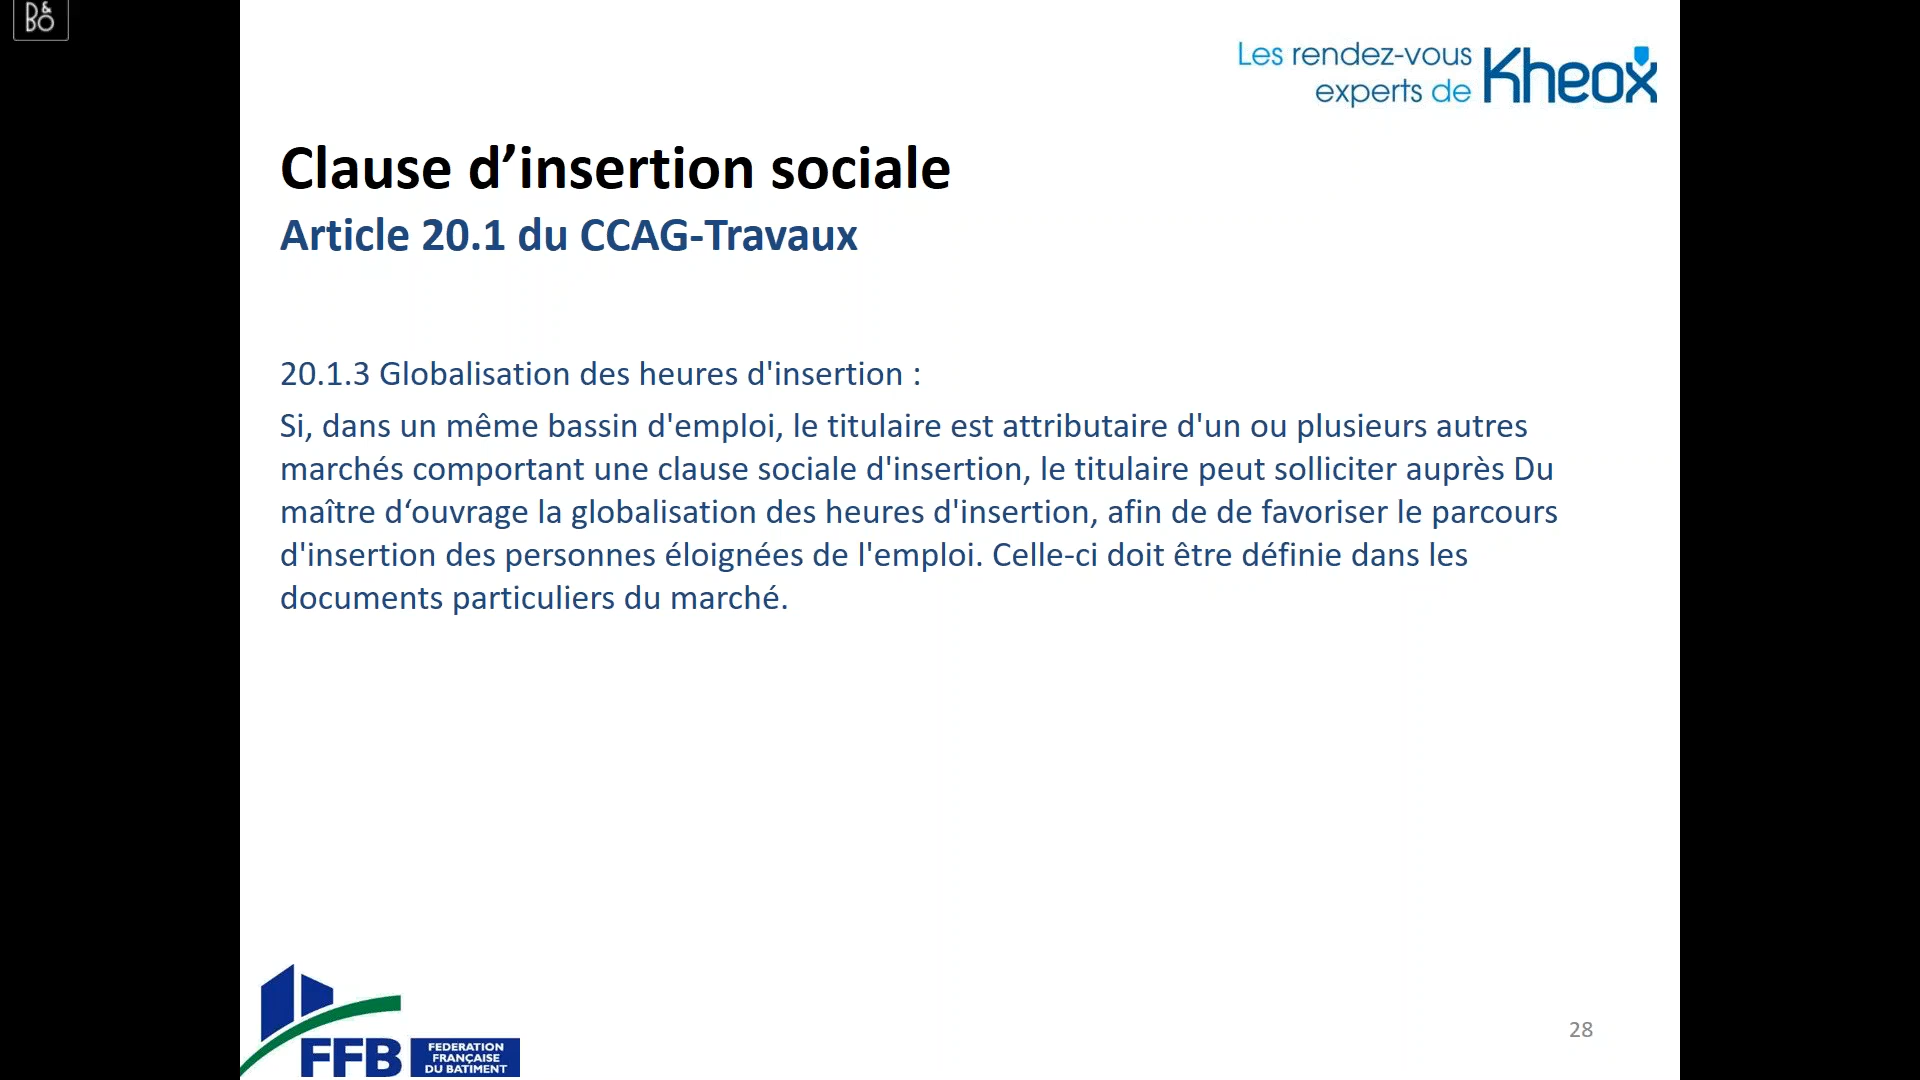 B&O
Les rendez-vous
experts de Kheox
Clause d’insertion sociale
Article 20.1 du CCAG-Travaux
20.1.3 Globalisation des heures d'insertion :
Si, dans un même bassin d'emploi, le titulaire est attributaire d'un ou plusieurs autres
marchés comportant une clause sociale d'insertion, le titulaire peut solliciter auprès Du
maître d‘ouvrage la globalisation des heures d'insertion, afin de de favoriser le parcours
d'insertion des personnes éloignées de l'emploi. Celle-ci doit être définie dans les
documents particuliers du marché.
FFB
FEDERATION
FRANÇAISE
DU BATIMENT
28